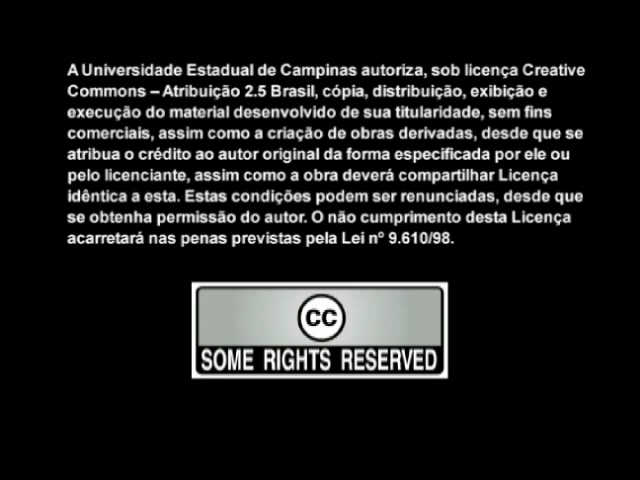 A Universidade Estadual de Campinas autoriza, sob licença Creative
Commons – Atribuição 2.5 Brasil, cópia, distribuição, exibição e
execução do material desenvolvido de sua titularidade, sem fins
comerciais, assim como a criação de obras derivadas, desde que se
atribua o crédito ao autor original da forma especificada por ele ou
pelo licenciante, assim como a obra deverá compartilhar Licença
idêntica a esta. Estas condições podem ser renunciadas, desde que
se obtenha permissão do autor. O não cumprimento desta Licença
acarretará nas penas previstas pela Lei nº 9.610/98.
CC
SOME RIGHTS RESERVED